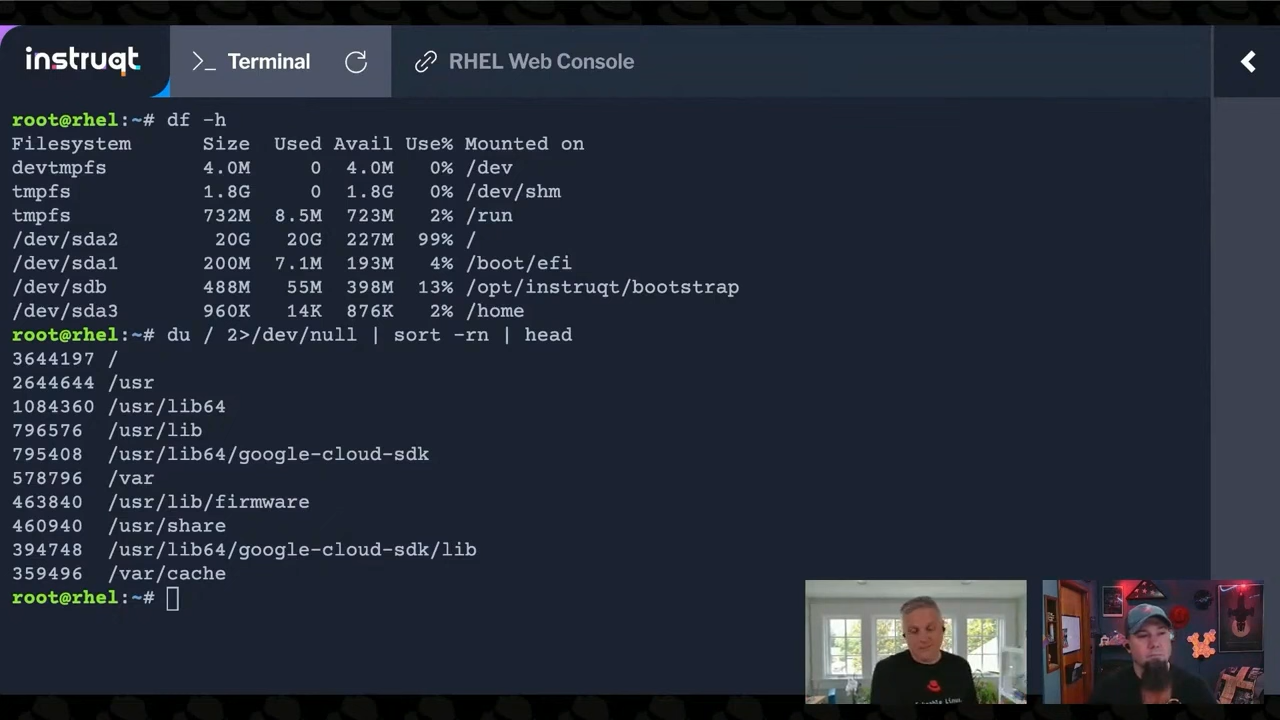 instruqt
>_ Terminal
RHEL Web Console
root@rhel:~# df -h
Filesystem Size Used Avail Use% Mounted on
devtmpfs 4.0M 0 4.0M 0% /dev
tmpfs 1.8G 0 1.8G 0% /dev/shm
tmpfs 732M 8.5M 723M 2% /run
/dev/sda2 20G 20G 227M 99% /
/dev/sda1 200M 7.1M 193M 4% /boot/efi
/dev/sdb 488M 55M 398M 13% /opt/instruqt/bootstrap
/dev/sda3 960K 14K 876K 2% /home
root@rhel:~# du / 2>/dev/null | sort -rn | head
3644197 /
2644644 /usr
1084360 /usr/lib64
796576 /usr/lib
795408 /usr/lib64/google-cloud-sdk
578796 /var
463840 /usr/lib/firmware
460940 /usr/share
394748 /usr/lib64/google-cloud-sdk/lib
359496 /var/cache
root@rhel:~#